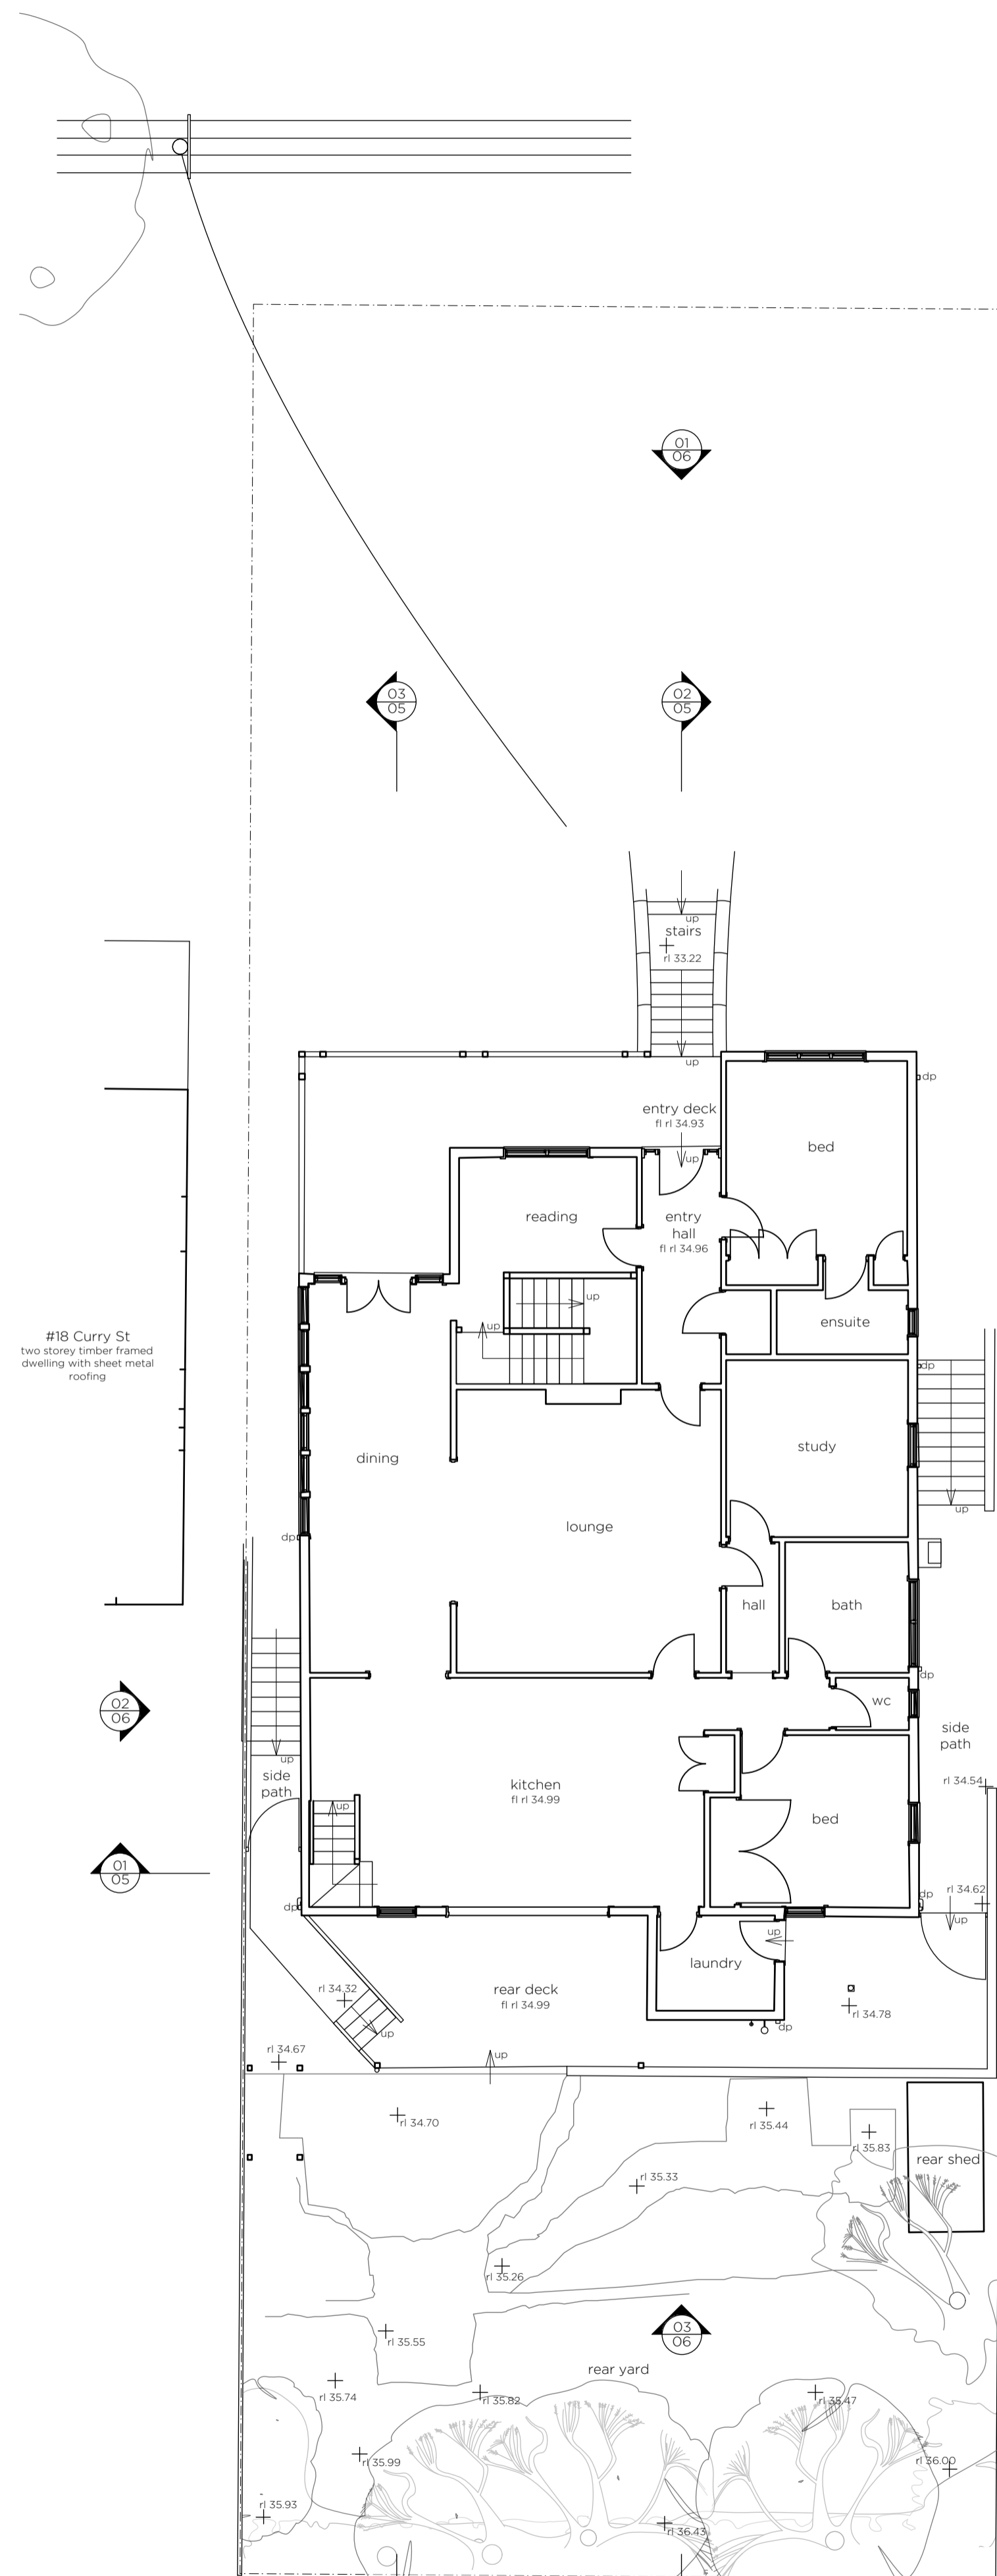 01
06
03
05
02
05
up
stairs
rl 33.22
up
dp
entry deck
fl rl 34.93
up
bed
reading
entry
hall
fl rl 34.96
up
up
ensuite
#18 Curry St
two storey timber framed
dwelling with sheet metal
roofing
dp
dining
study
up
lounge
dp
hall
bath
dp
wc
02
06
side
path
up
side
path
rl 34.54
kitchen
fl rl 34.99
up
bed
01
05
dp
rl 34.62
dp
up
up
laundry
rl 34.32
rear deck
fl rl 34.99
rl 34.78
up
dp
rl 34.67
up
rl 34.70
rl 35.44
rl 35.83
rear shed
rl 35.33
rl 35.26
03
06
rl 35.55
rear yard
rl 35.74
rl 35.82
rl 35.47
rl 35.99
rl 36.00
rl 35.93
rl 36.43